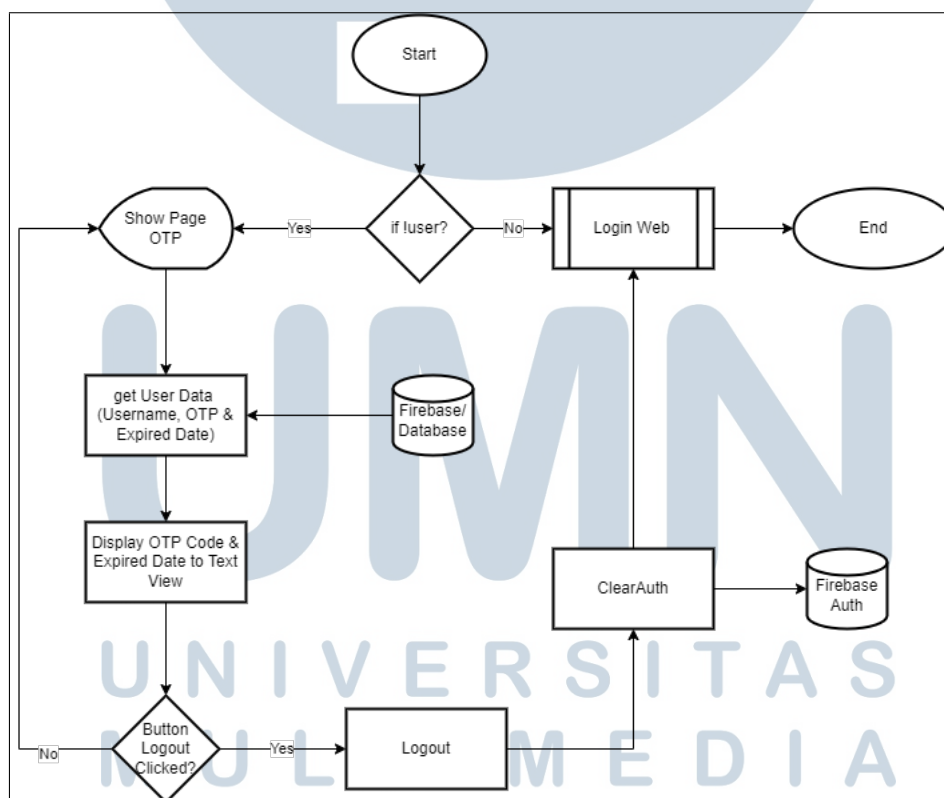 Start
Show Page
OTP
Yes
if !user?
No
Login Web
End
get User Data
(Username, OTP &
Expired Date)
Firebase/
Database
Display OTP Code &
Expired Date to Text
View
ClearAuth
Firebase
Auth
Button
Logout
Clicked?
No
Yes
Logout
UMN
UNIVERSITAS
MULTIMEDIA